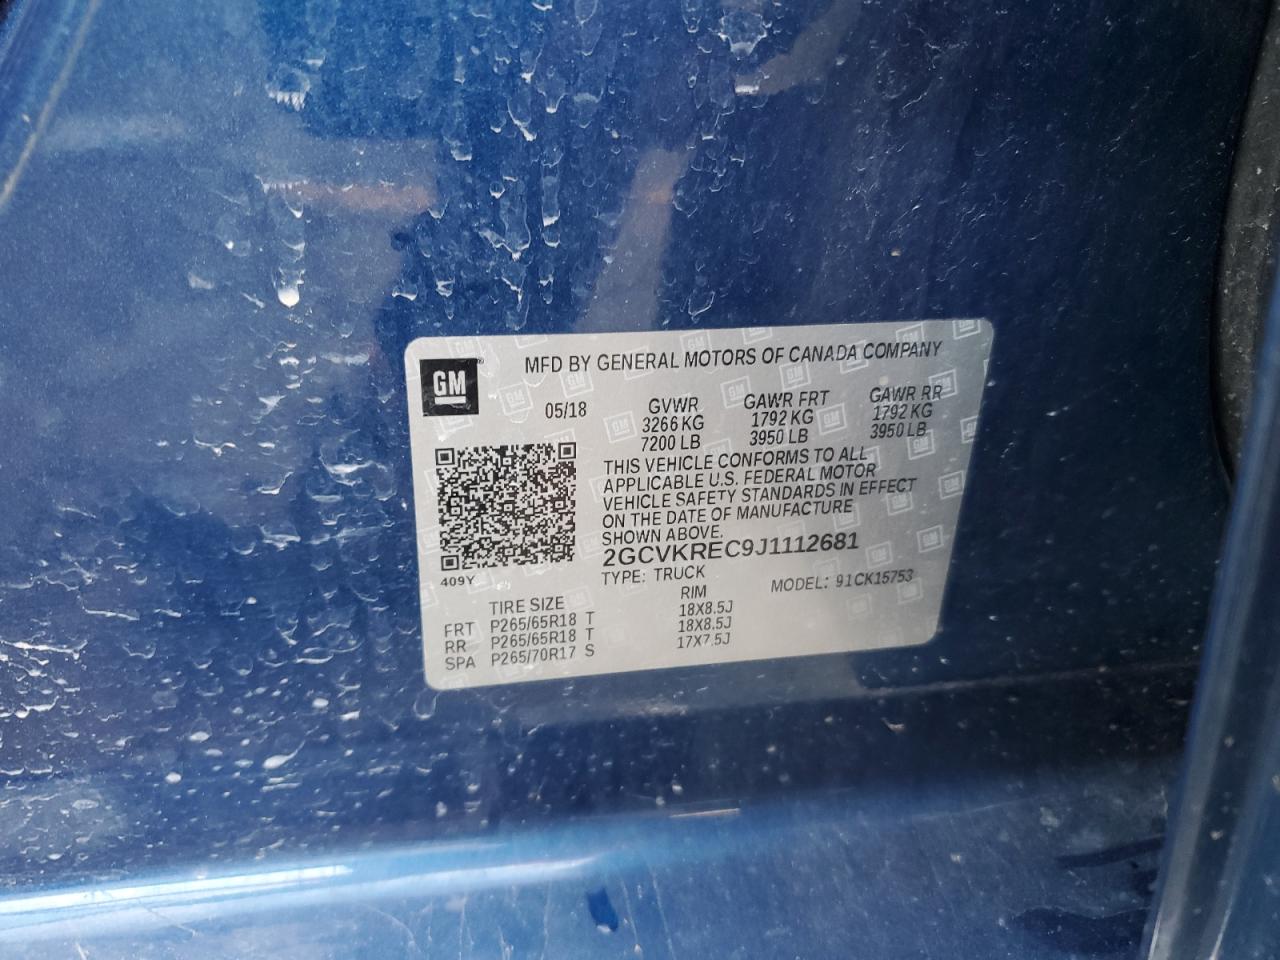 GM ® MFD BY GENERAL MOTORS OF CANADA COMPANY
05/18 GVWR GAWR FRT GAWR RR
3266 KG 1792 KG 1792 KG
7200 LB 3950 LB 3950 LB
THIS VEHICLE CONFORMS TO ALL
APPLICABLE U.S. FEDERAL MOTOR
VEHICLE SAFETY STANDARDS IN EFFECT
ON THE DATE OF MANUFACTURE
SHOWN ABOVE.
2GCVKREC9J1112681
409Y TYPE: TRUCK MODEL: 91CK15753
TIRE SIZE RIM
FRT P265/65R18 T 18X8.5J
RR P265/65R18 T 18X8.5J
SPA P265/70R17 S 17X7.5J